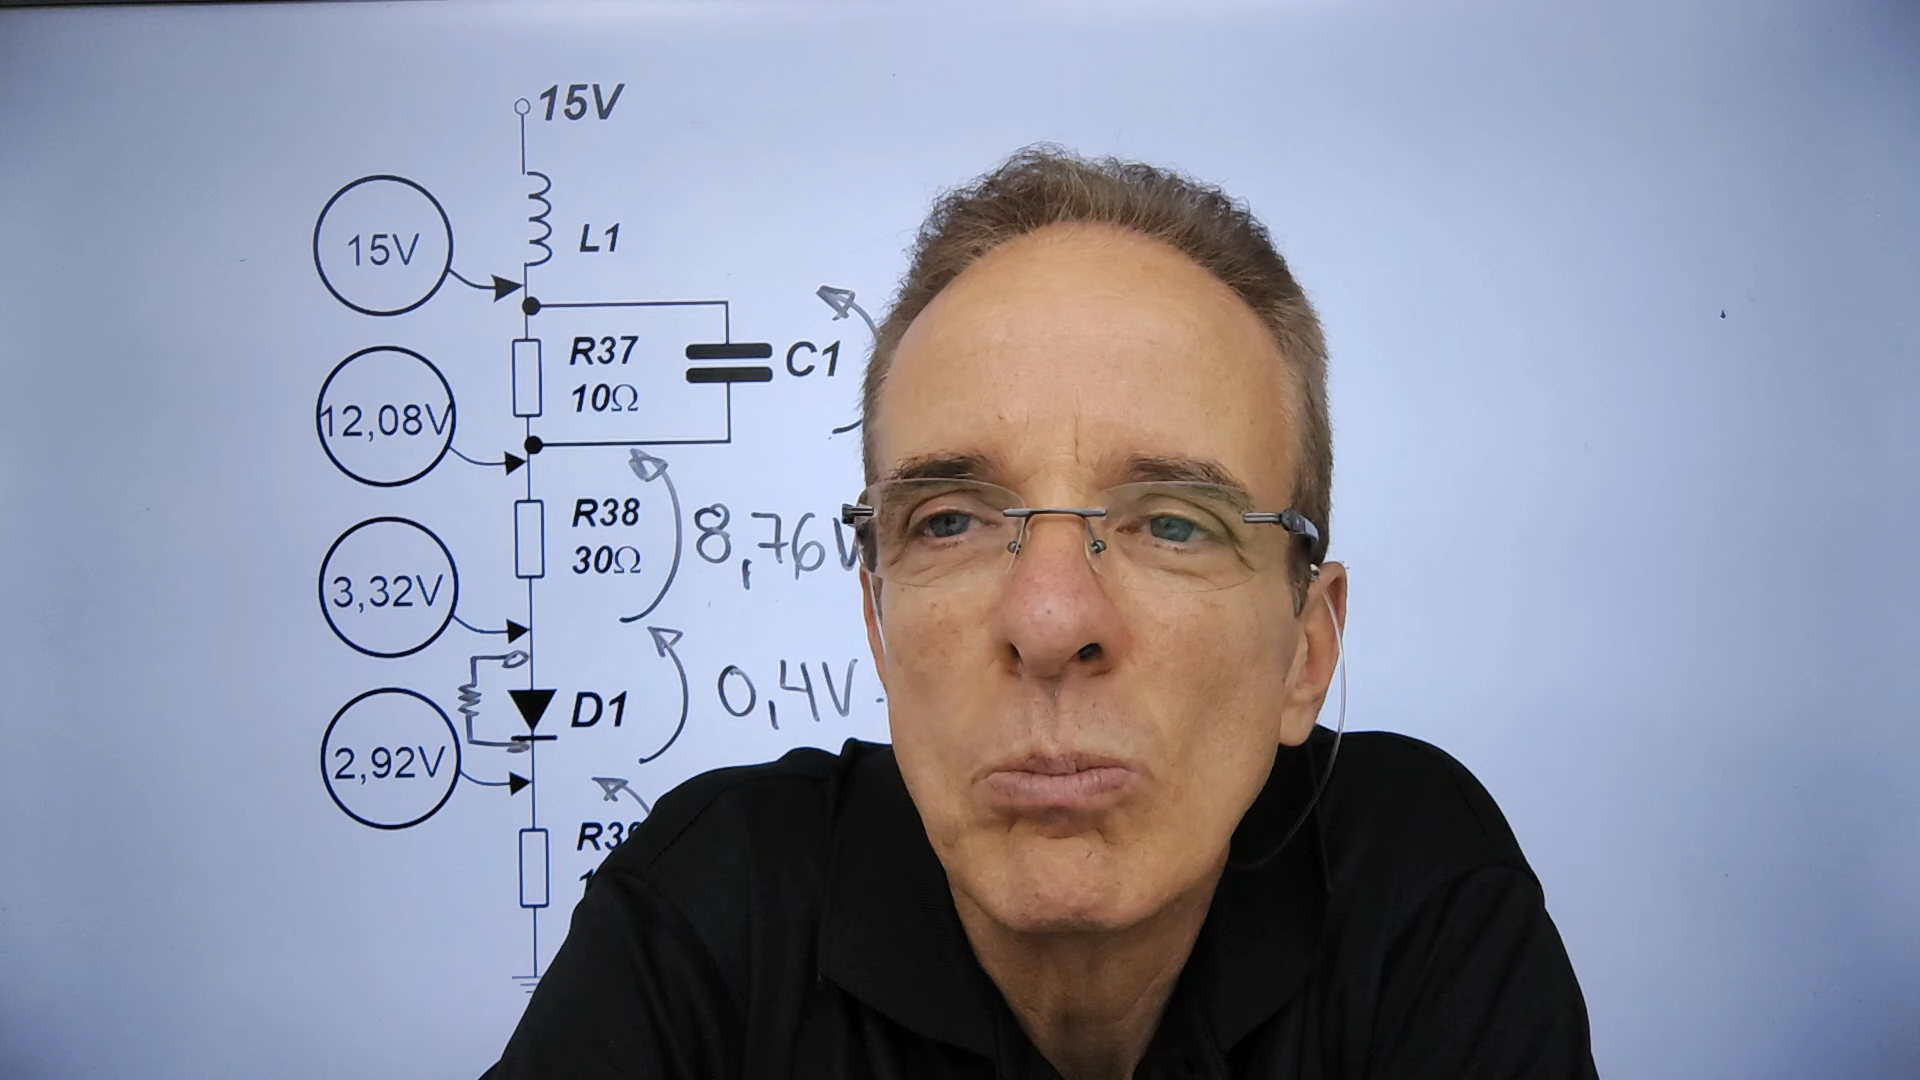 15V
15V
L1
R37
10Ω
C1
12,08V
R38
30Ω
8,76V
3,32V
D1
0,4V
2,92V